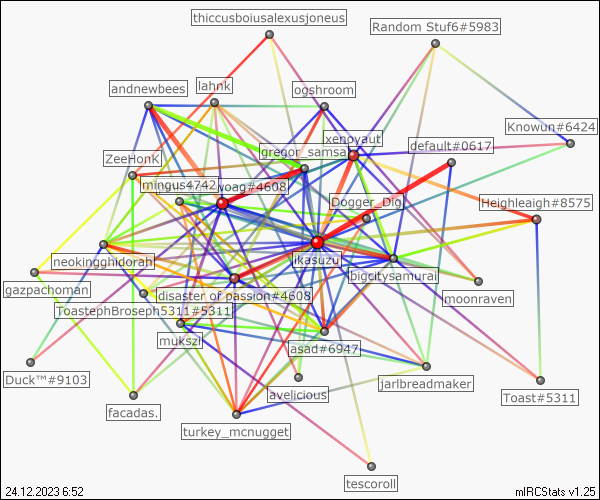 thiccusboiusalexusjoneus
Random Stuf6#5983
andnewbees
lahnk
ogshroom
Knowun#6424
xenoyaut
default#0617
gregor_samsa
ZeeHonK
mingus4742
woag#4608
Dogger_Dig
Heighleaigh#8575
neokingghidorah
ikasuzu
bigcitysamurai
gazpachoman
disaster of passion#4608
moonraven
ToastephBroseph5311#5311
mukszi
asad#6947
Duck™#9103
jarlbreadmaker
avelicious
Toast#5311
facadas.
turkey_mcnugget
tescoroll
24.12.2023 6:52
mIRCStats v1.25